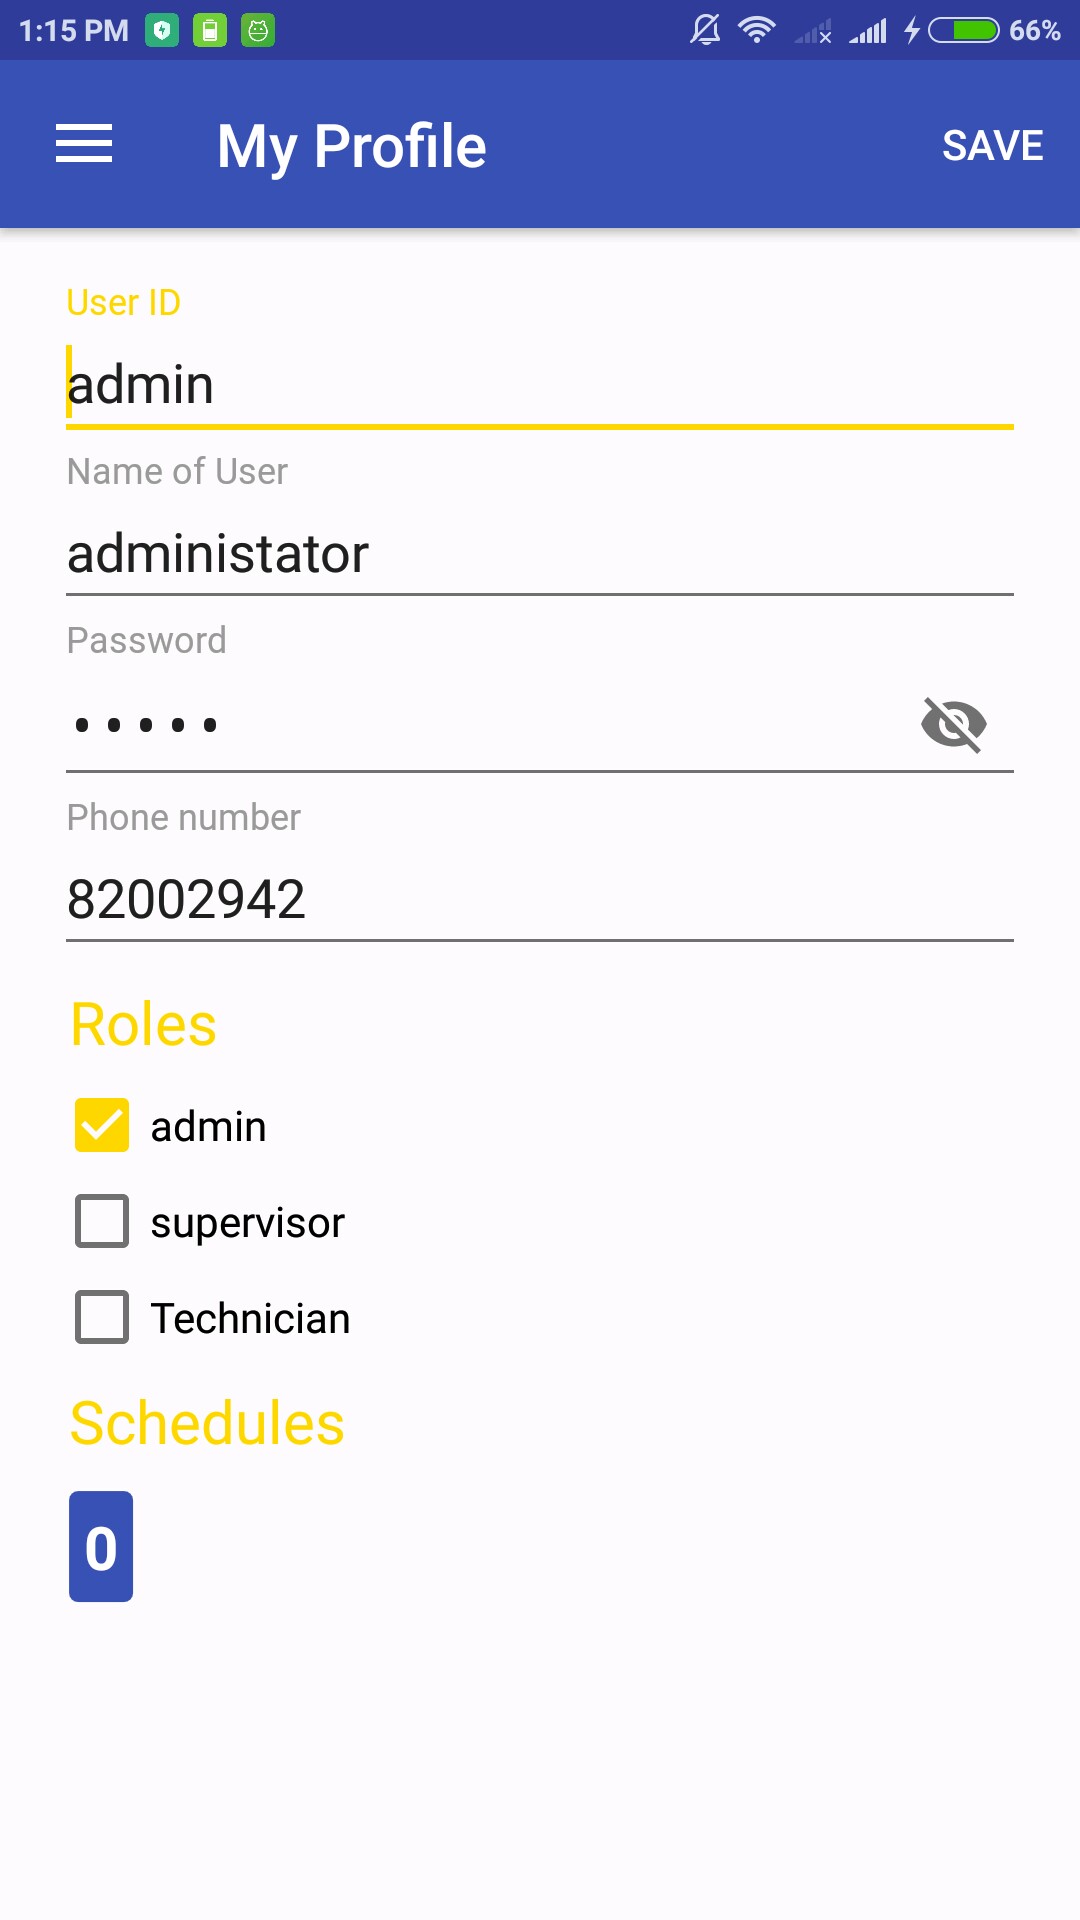 1:15 PM 66%
My Profile SAVE
User ID
admin
Name of User
administator
Password
•••••
Phone number
82002942
Roles
admin
supervisor
Technician
Schedules
0